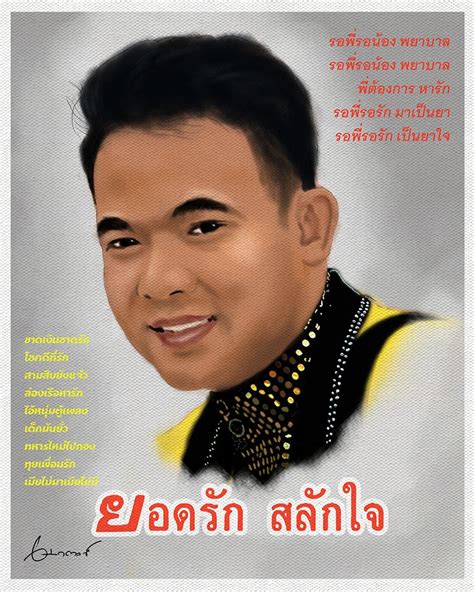 รอพี่รอน้อง พยาบาล
รอพี่รอน้อง พยาบาล
พี่ต้องการ หารัก
รอพี่รอรัก มาเป็นยา
รอพี่รอรัก เป็นยาใจ
ขาดเงินขาดรัก
โชคดีที่รัก
สามสิบยังแจ๋ว
ล่องเรือหารัก
ไอ้หนุ่มตู้เพลง
เด็กมันยั่ว
ทหารใหม่ไปกอง
ทุยเพื่อนรัก
เมียไม่มาเมียไม่มี
ยอดรัก สลักใจ